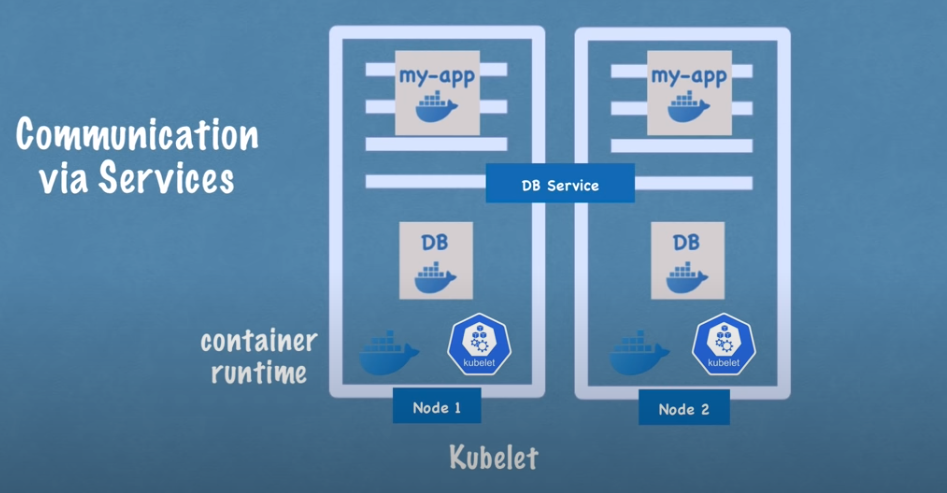 Communication
via Services
my-app
my-app
DB Service
DB
DB
container
runtime
kubelet
kubelet
Node 1
Node 2
Kubelet